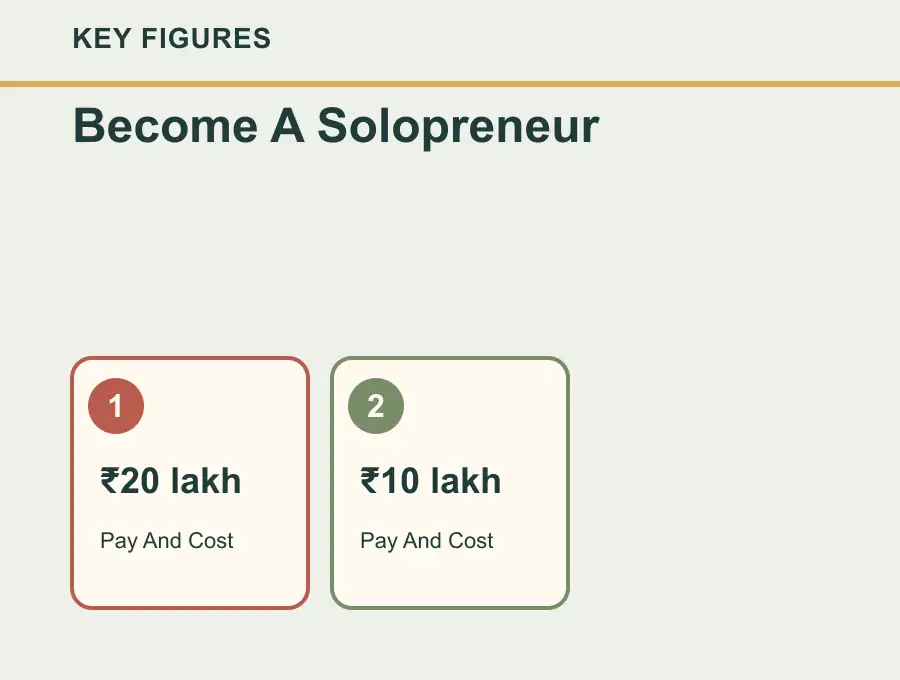 KEY FIGURES
Become A Solopreneur
1
₹20 lakh
Pay And Cost
2
₹10 lakh
Pay And Cost